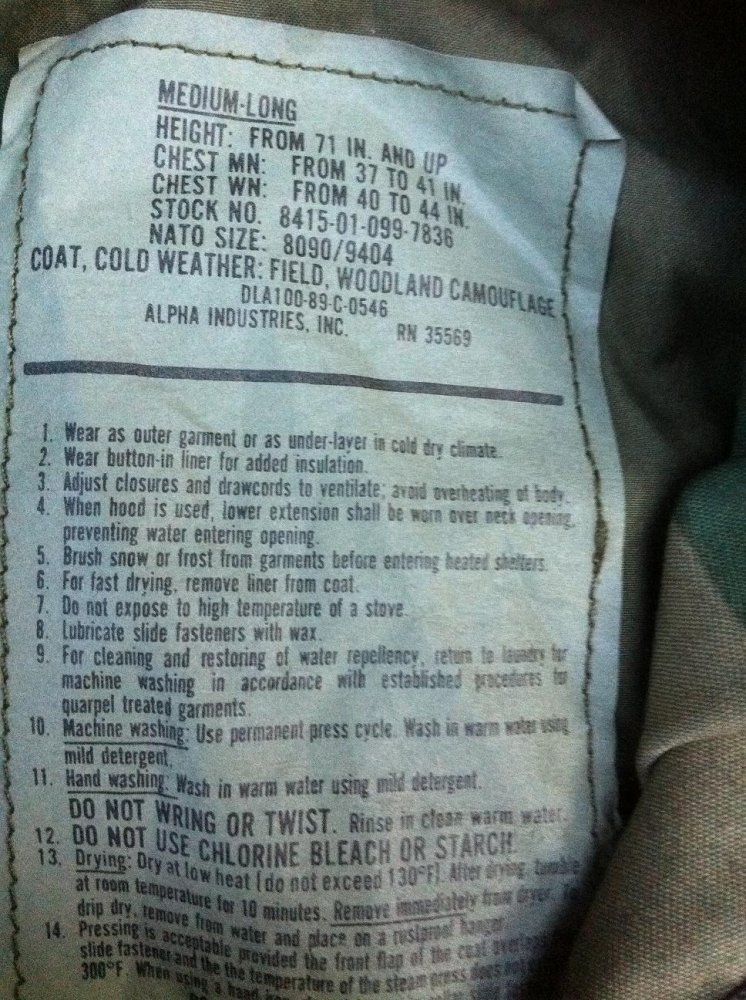 MEDIUM-LONG
HEIGHT: FROM 71 IN. AND UP
CHEST MN: FROM 37 TO 41 IN.
CHEST WN: FROM 40 TO 44 IN.
STOCK NO. 8415-01-099-7836
NATO SIZE: 8090/9404
COAT, COLD WEATHER: FIELD, WOODLAND CAMOUFLAGE
DLA100-89-C-0546
ALPHA INDUSTRIES, INC. RN 35569
1. Wear as outer garment or as under-layer in cold dry climate.
2. Wear button-in liner for added insulation.
3. Adjust closures and drawcords to ventilate; avoid overheating of body.
4. When hood is used, lower extension shall be worn over neck opening,
preventing water entering opening.
5. Brush snow or frost from garments before entering heated shelters.
6. For fast drying, remove liner from coat.
7. Do not expose to high temperature of a stove.
8. Lubricate slide fasteners with wax.
9. For cleaning and restoring of water repellency, return to laundry for
machine washing in accordance with established procedures for
quarpel treated garments.
10. Machine washing: Use permanent press cycle. Wash in warm water using
mild detergent.
11. Hand washing: Wash in warm water using mild detergent.
DO NOT WRING OR TWIST. Rinse in clean warm water.
12. DO NOT USE CHLORINE BLEACH OR STARCH
13. Drying: Dry at low heat (do not exceed 130°F). After drying, tumble
at room temperature for 10 minutes. Remove immediately from dryer. To
drip dry, remove from water and place on a rustproof hanger.
14. Pressing is acceptable provided the front flap of the coat overlaps
slide fastener and the the temperature of the steam press does not
300°F. When using a hand